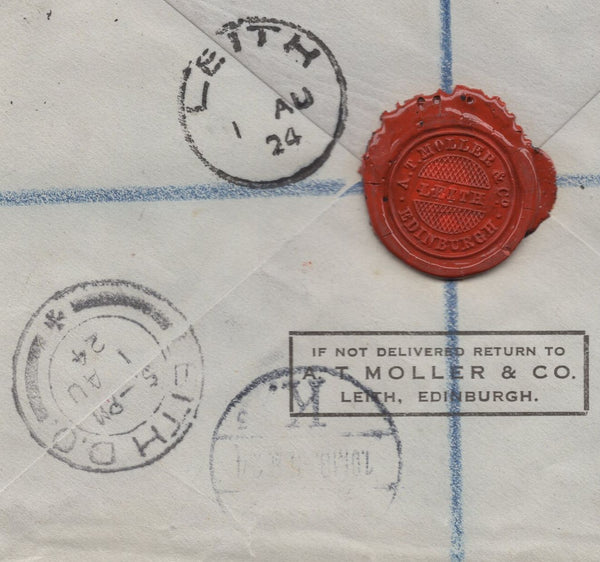 LEITH
1 AU
24
A. T. MOLLER & Co
LEITH
EDINBURGH
IF NOT DELIVERED RETURN TO
A. T. MOLLER & CO.
LEITH, EDINBURGH.
LEITH D.O.
5 - PM
1 AU
24
K.